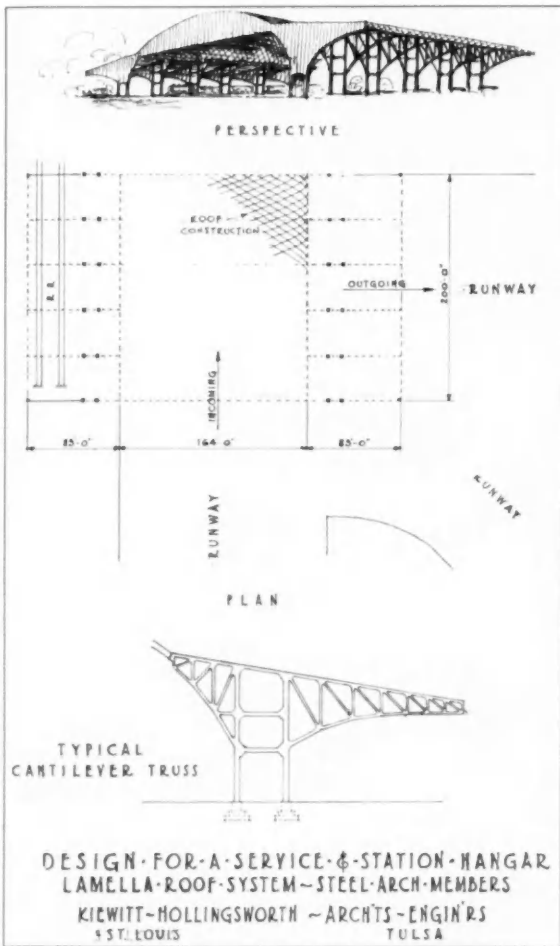 PERSPECTIVE
ROOF
CONSTRUCTION
R R
OUTGOING
200'-0"
RUNWAY
INCOMING
85'-0"
164'-0"
85'-0"
RUNWAY
RUNWAY
PLAN
TYPICAL
CANTILEVER TRUSS
DESIGN·FOR·A·SERVICE·&·STATION·HANGAR
LAMELLA·ROOF·SYSTEM~STEEL·ARCH·MEMBERS
KIEWITT~HOLLINGSWORTH ~ARCH'TS~ENGIN'RS
ST. LOUIS TULSA